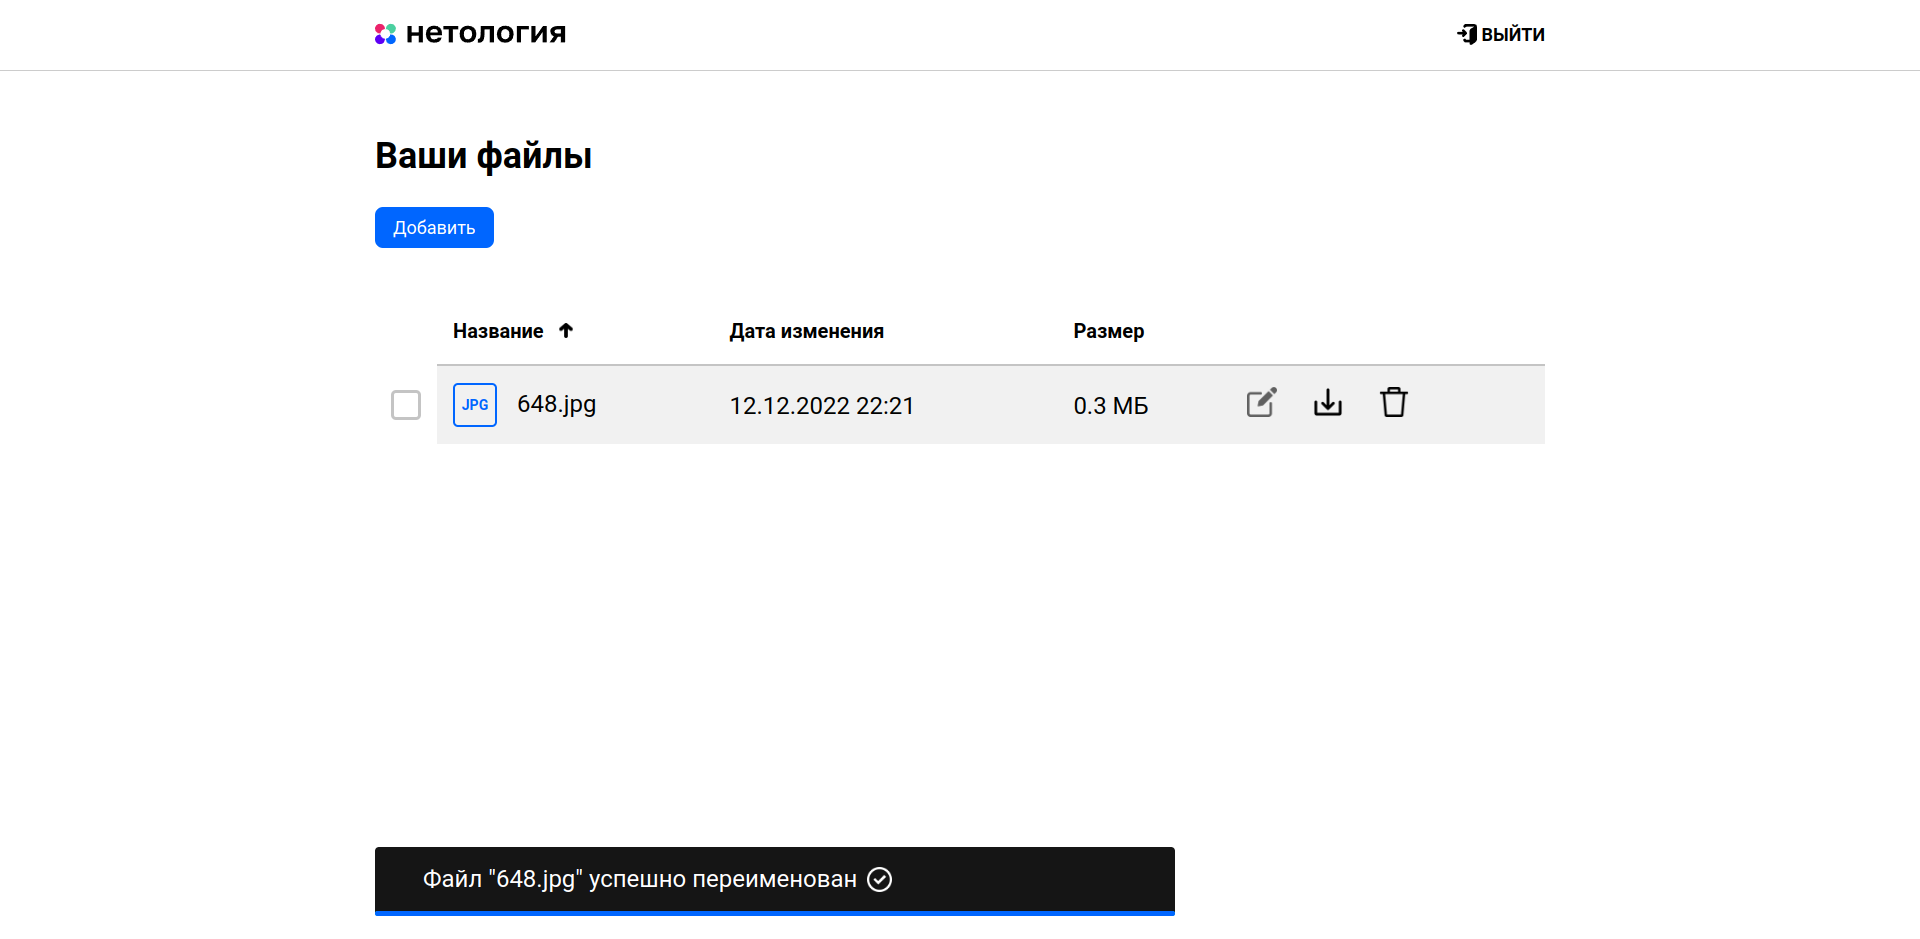 нетология
ВЫЙТИ
Ваши файлы
Добавить
Название Дата изменения Размер
JPG 648.jpg 12.12.2022 22:21 0.3 МБ
Файл "648.jpg" успешно переименован